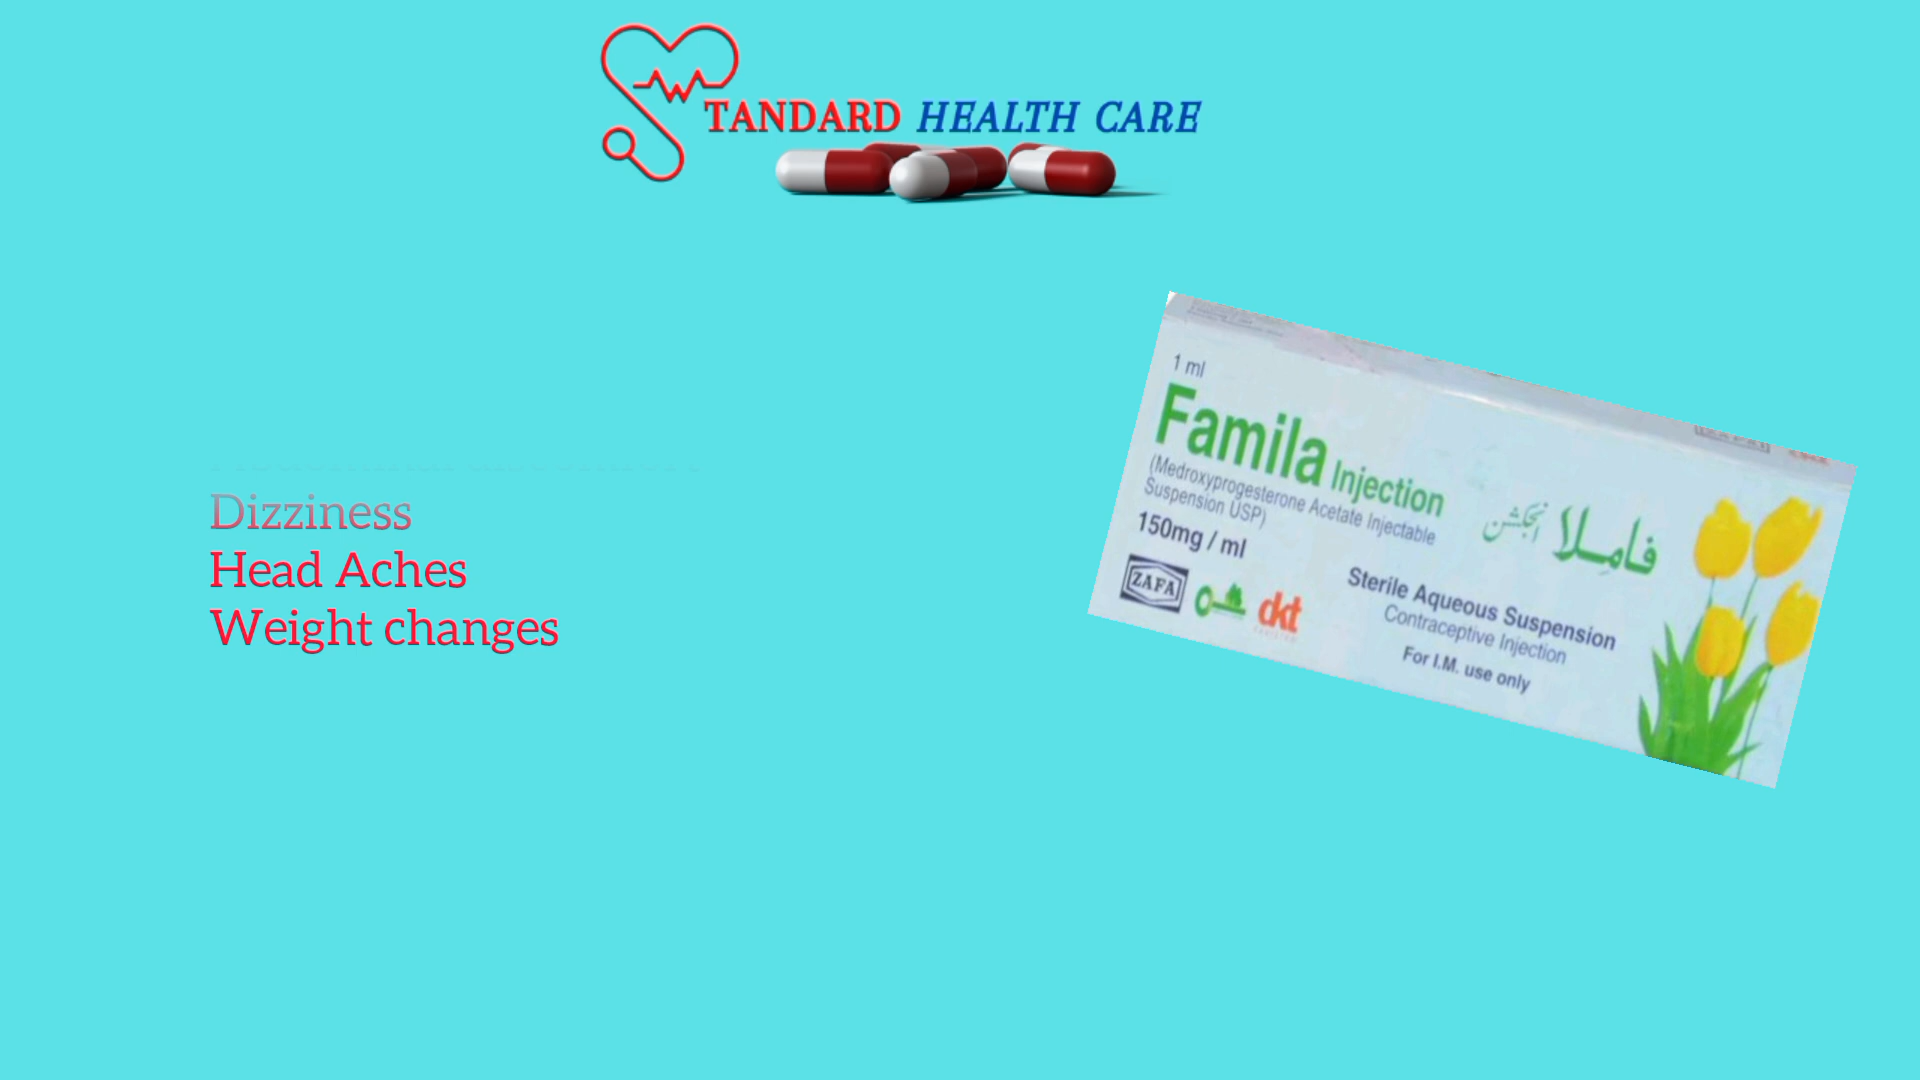 TANDARD HEALTH CARE
Dizziness
Head Aches
Weight changes
1 ml
Famila Injection
(Medroxyprogesterone Acetate Injectable
Suspension USP)
150mg / ml
فاميلا انجکشن
ZAFA
dkt
Sterile Aqueous Suspension
Contraceptive Injection
For I.M. use only